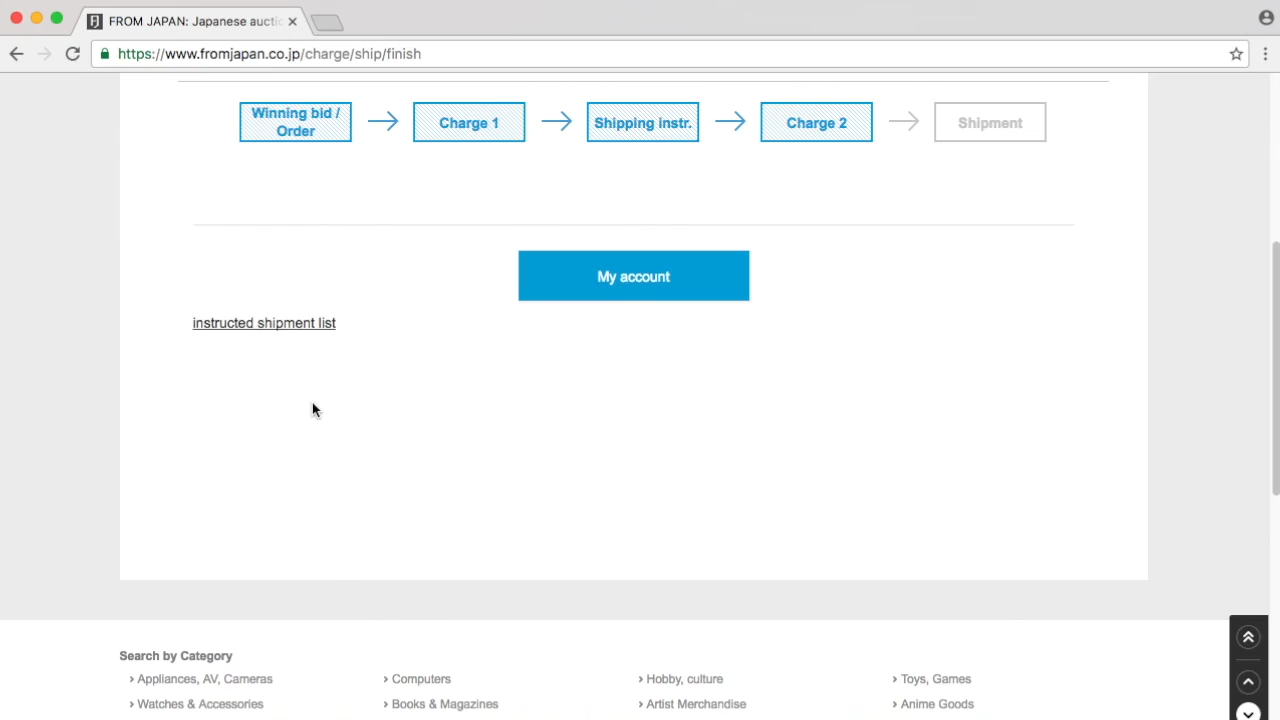 FROM JAPAN: Japanese auctic
https://www.fromjapan.co.jp/charge/ship/finish
Winning bid /
Order
Charge 1
Shipping instr.
Charge 2
Shipment
My account
instructed shipment list
Search by Category
› Appliances, AV, Cameras
› Computers
› Hobby, culture
› Toys, Games
› Watches & Accessories
› Books & Magazines
› Artist Merchandise
› Anime Goods